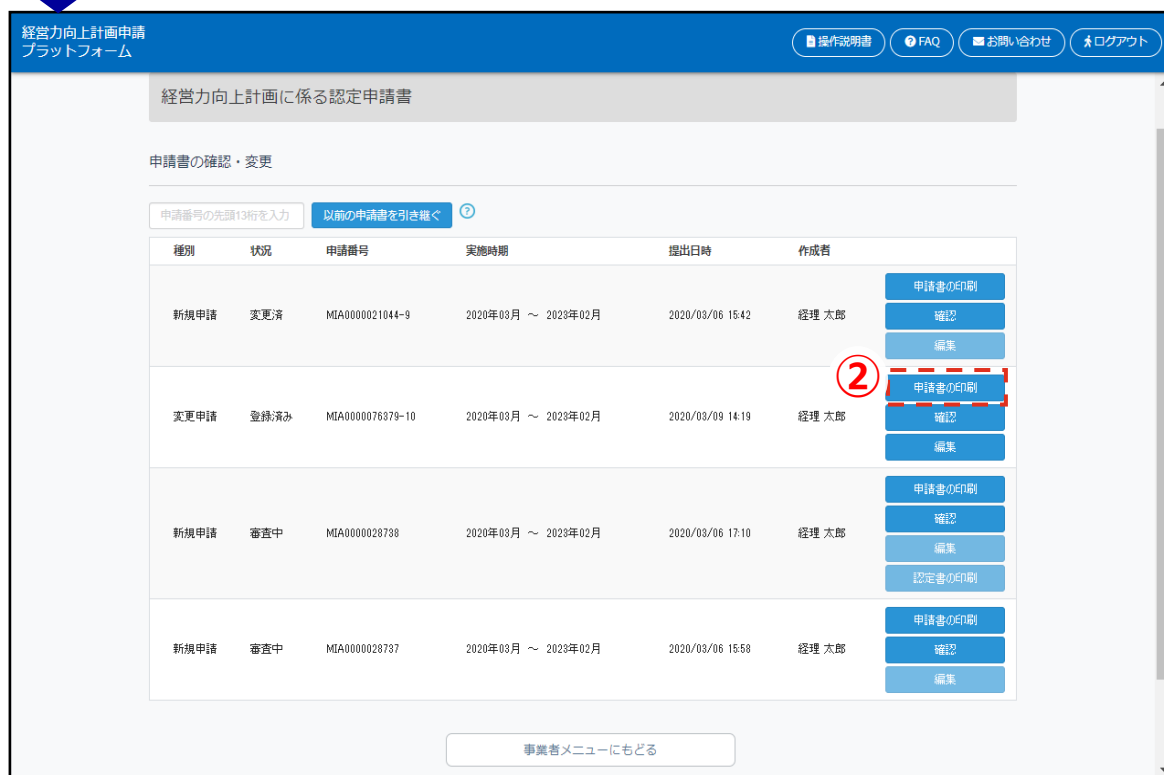 経営力向上計画申請
プラットフォーム
操作説明書 FAQ お問い合わせ ログアウト
経営力向上計画に係る認定申請書
申請書の確認・変更
申請番号の先頭13桁を入力 以前の申請書を引き継ぐ ?
種別 状況 申請番号 実施時期 提出日時 作成者
申請書の印刷
新規申請 変更済 MIA0000021044-9 2020年03月 ～ 2023年02月 2020/03/06 15:42 経理 太郎 確認
編集
② 申請書の印刷
変更申請 登録済み MIA0000076379-10 2020年03月 ～ 2023年02月 2020/03/09 14:19 経理 太郎 確認
編集
申請書の印刷
確認
新規申請 審査中 MIA0000028738 2020年03月 ～ 2023年02月 2020/03/06 17:10 経理 太郎
編集
認定書の印刷
申請書の印刷
新規申請 審査中 MIA0000028737 2020年03月 ～ 2023年02月 2020/03/06 15:58 経理 太郎 確認
編集
事業者メニューにもどる